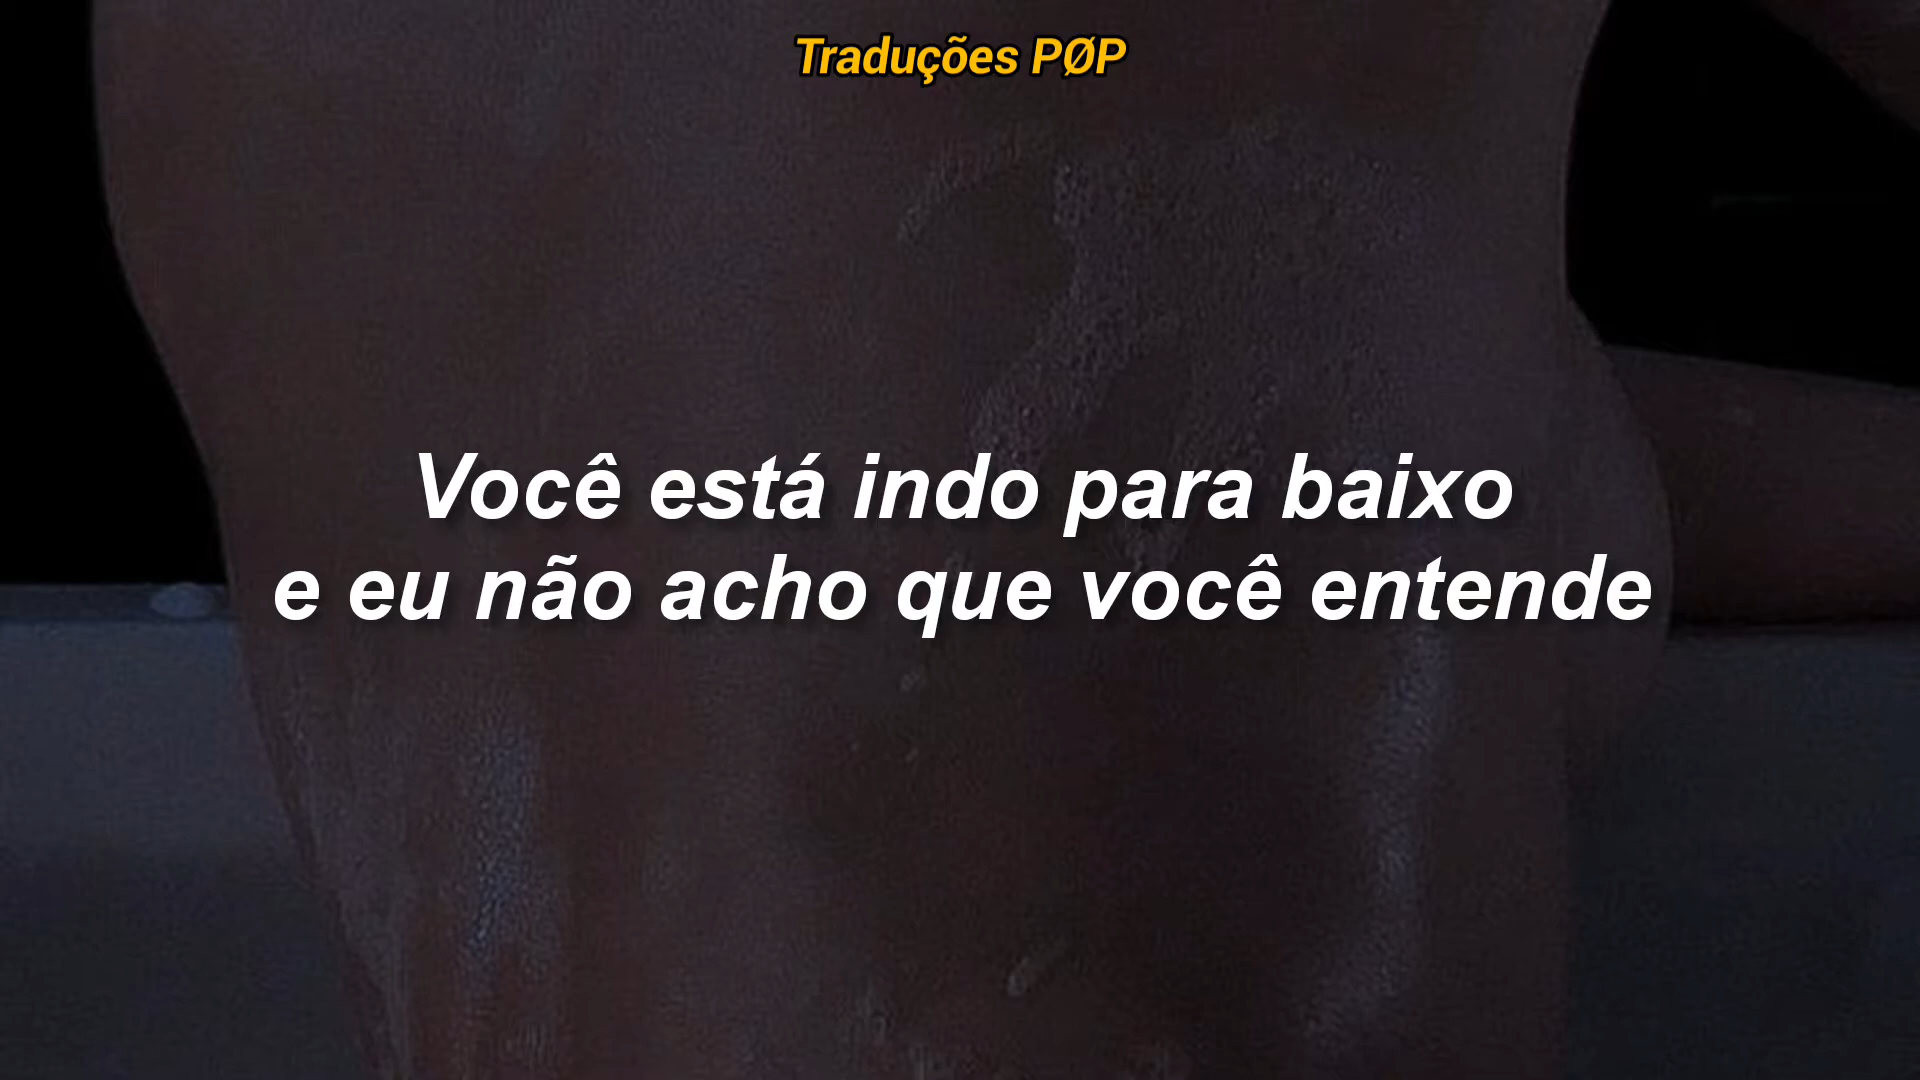 Traduções PØP
Você está indo para baixo
e eu não acho que você entende